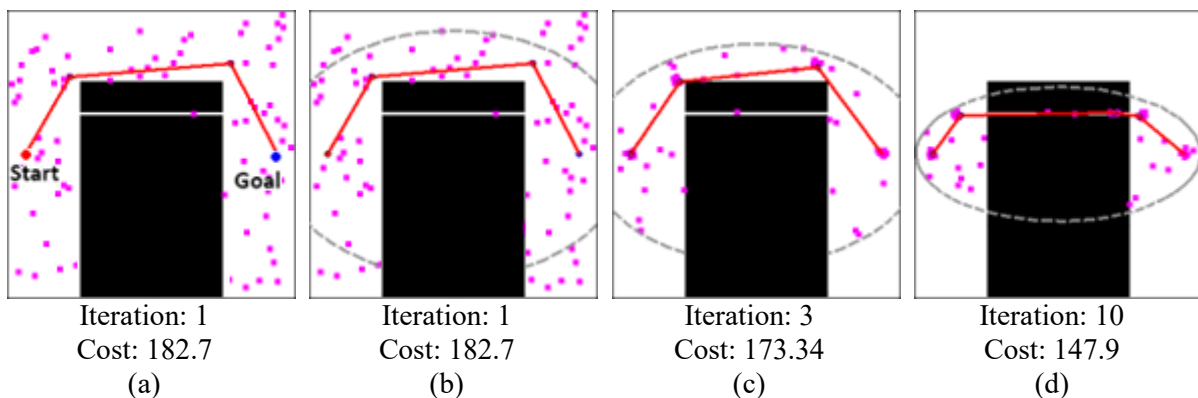 Start
Goal
Iteration: 1
Cost: 182.7
(a)
Iteration: 1
Cost: 182.7
(b)
Iteration: 3
Cost: 173.34
(c)
Iteration: 10
Cost: 147.9
(d)